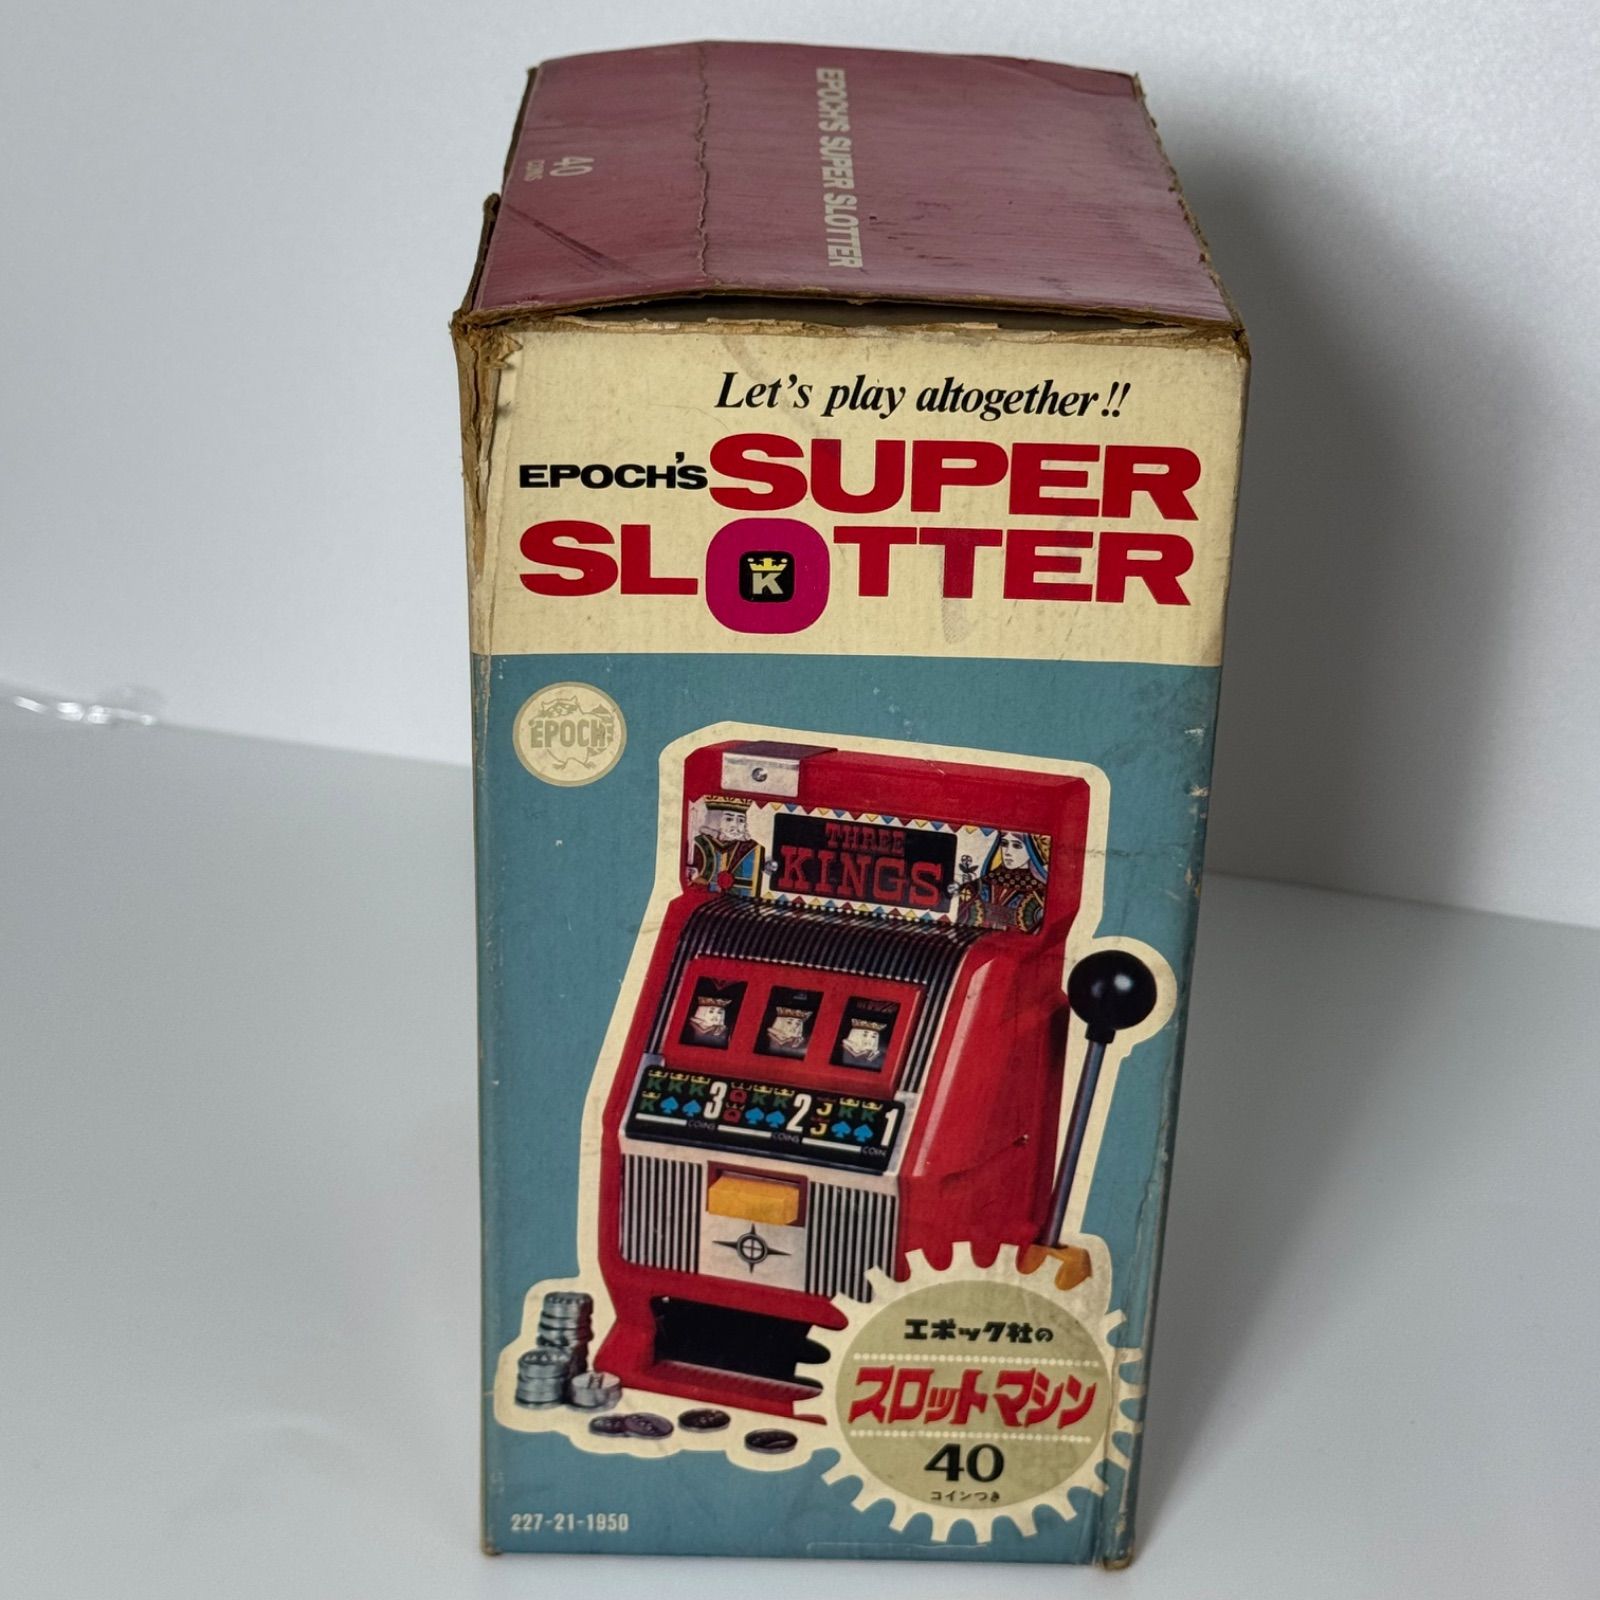 EPOCH'S SUPER SLOTTER
40
COINS
Let's play altogether!!
EPOCH'S SUPER
SLOTTER
K
EPOCH
THREE
KINGS
K K K 3 K K 2 J K K 1
COINS COINS COIN
エポック社の
スロットマシン
40
コインつき
227-21-1950